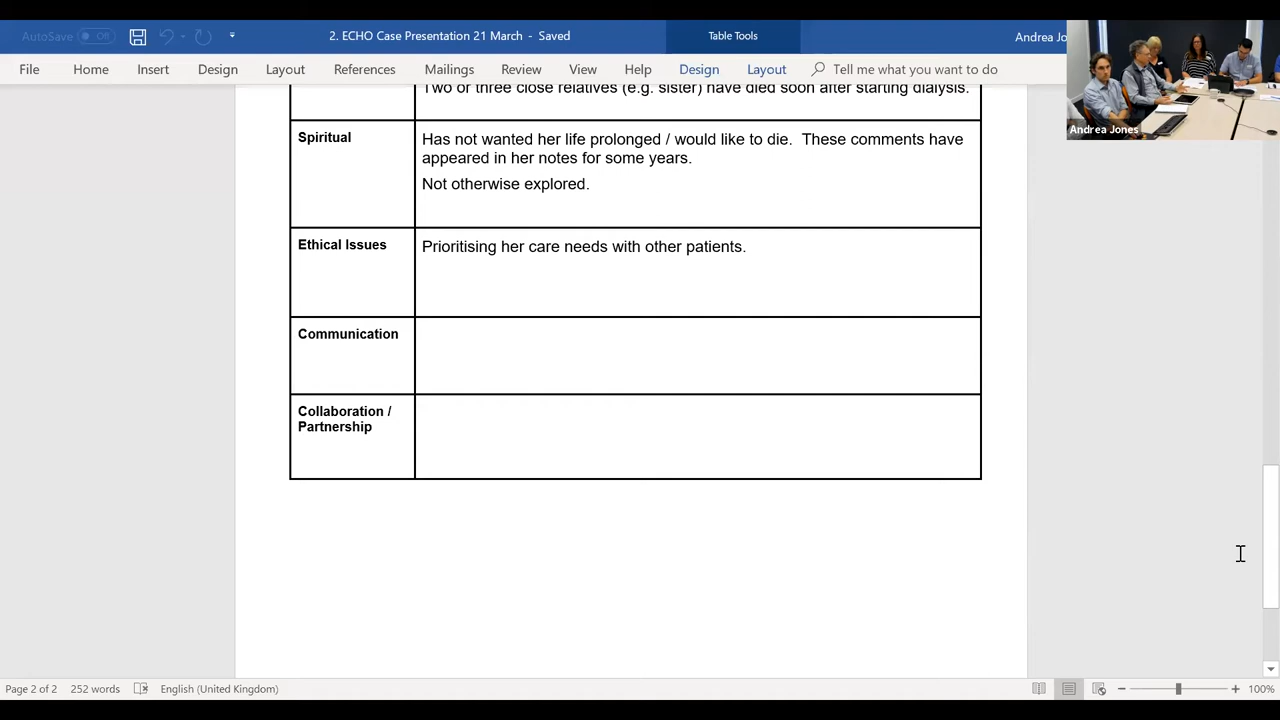 AutoSave Off
2. ECHO Case Presentation 21 March - Saved
Table Tools
Andrea Jo
File Home Insert Design Layout References Mailings Review View Help Design Layout Tell me what you want to do
Andrea Jones
Two or three close relatives (e.g. sister) have died soon after starting dialysis.
Spiritual
Has not wanted her life prolonged / would like to die. These comments have
appeared in her notes for some years.
Not otherwise explored.
Ethical Issues
Prioritising her care needs with other patients.
Communication
Collaboration /
Partnership
Page 2 of 2 252 words English (United Kingdom) 100%